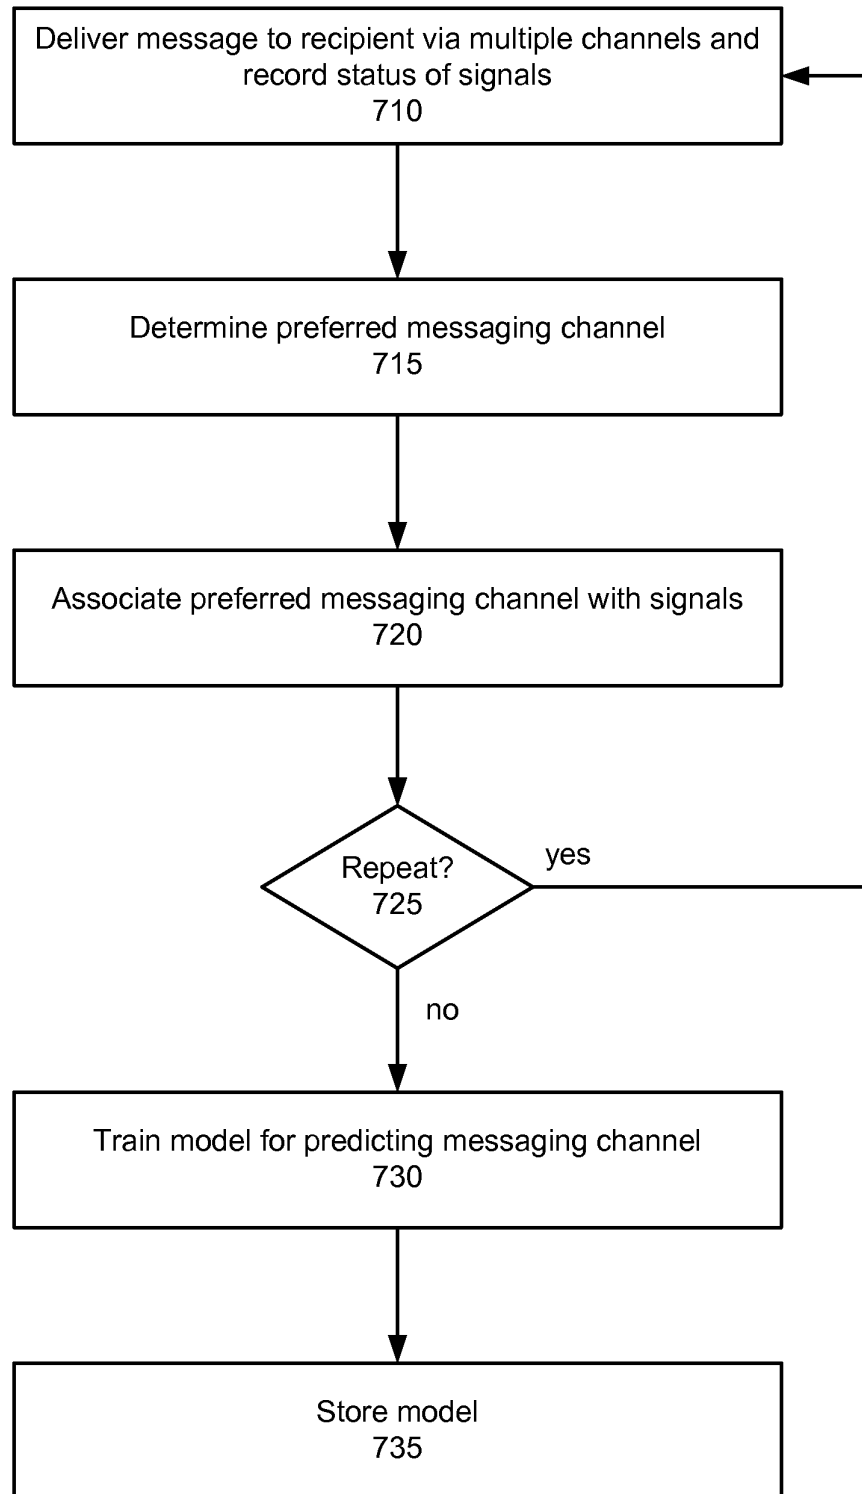 Deliver message to recipient via multiple channels and
record status of signals
710
Determine preferred messaging channel
715
Associate preferred messaging channel with signals
720
Repeat?
725
yes
no
Train model for predicting messaging channel
730
Store model
735